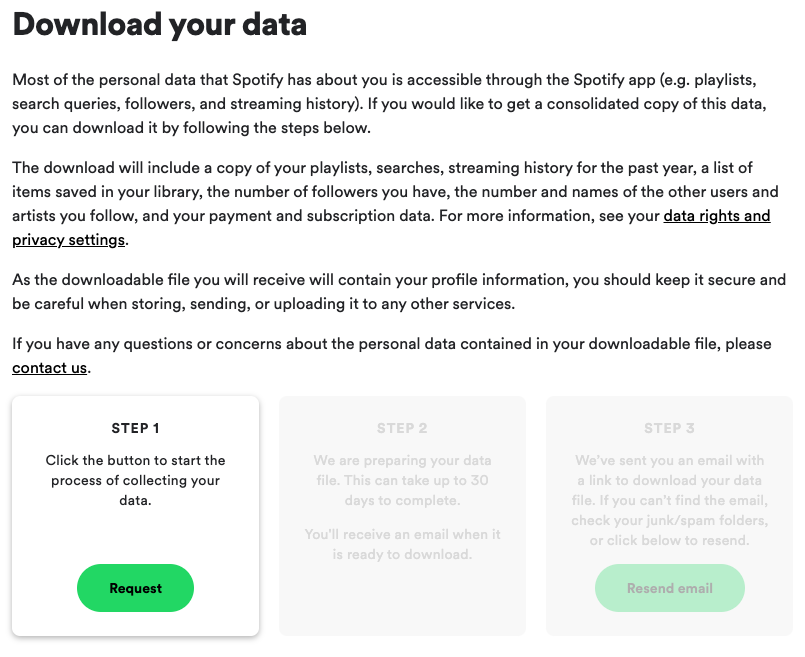 Download your data
Most of the personal data that Spotify has about you is accessible through the Spotify app (e.g. playlists,
search queries, followers, and streaming history). If you would like to get a consolidated copy of this data,
you can download it by following the steps below.
The download will include a copy of your playlists, searches, streaming history for the past year, a list of
items saved in your library, the number of followers you have, the number and names of the other users and
artists you follow, and your payment and subscription data. For more information, see your data rights and
privacy settings.
As the downloadable file you will receive will contain your profile information, you should keep it secure and
be careful when storing, sending, or uploading it to any other services.
If you have any questions or concerns about the personal data contained in your downloadable file, please
contact us.
STEP 1
Click the button to start the
process of collecting your
data.
Request
STEP 2
We are preparing your data
file. This can take up to 30
days to complete.
You'll receive an email when it
is ready to download.
STEP 3
We've sent you an email with
a link to download your data
file. If you can't find the email,
check your junk/spam folders,
or click below to resend.
Resend email